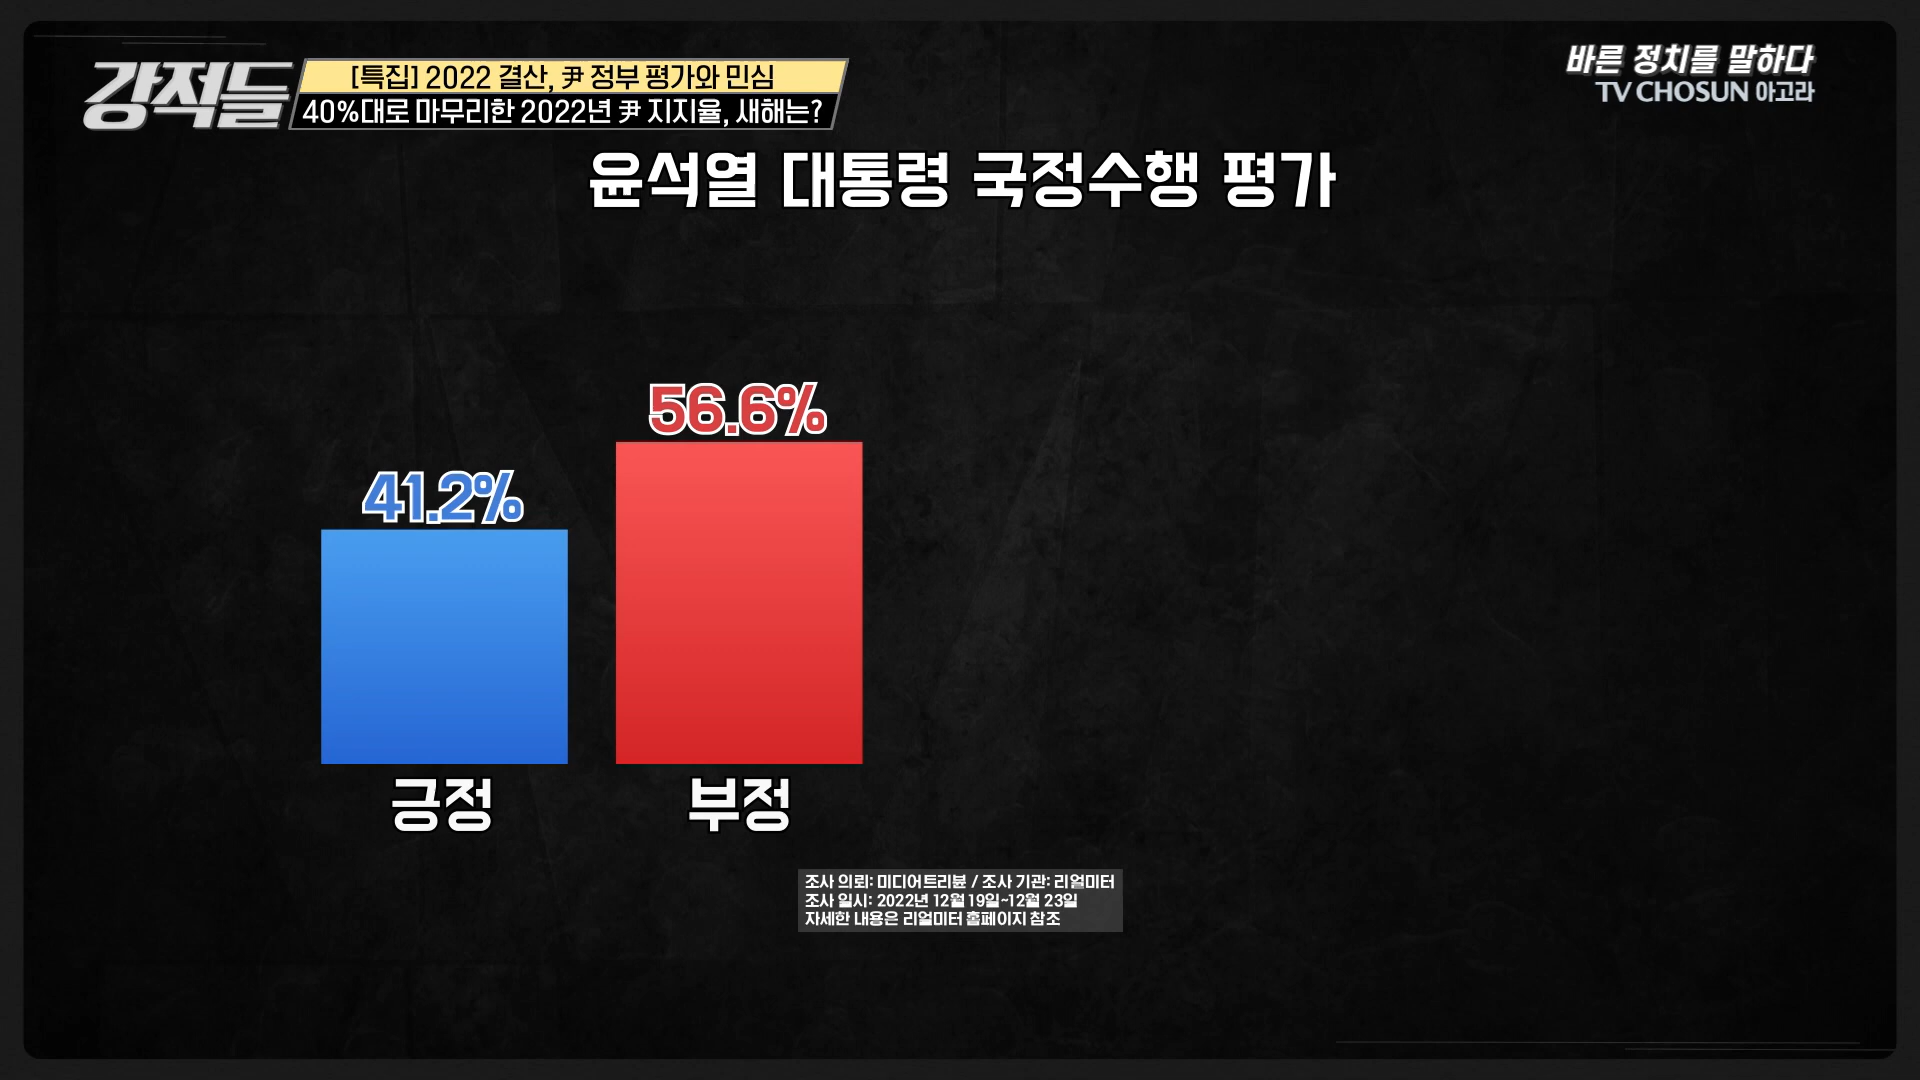 강적들
[특집] 2022 결산, 尹 정부 평가와 민심
40%대로 마무리한 2022년 尹 지지율, 새해는?
바른 정치를 말하다
TV CHOSUN 아고라
윤석열 대통령 국정수행 평가
41.2%
56.6%
긍정
부정
조사 의뢰: 미디어트리뷴 / 조사 기관: 리얼미터
조사 일시: 2022년 12월 19일~12월 23일
자세한 내용은 리얼미터 홈페이지 참조